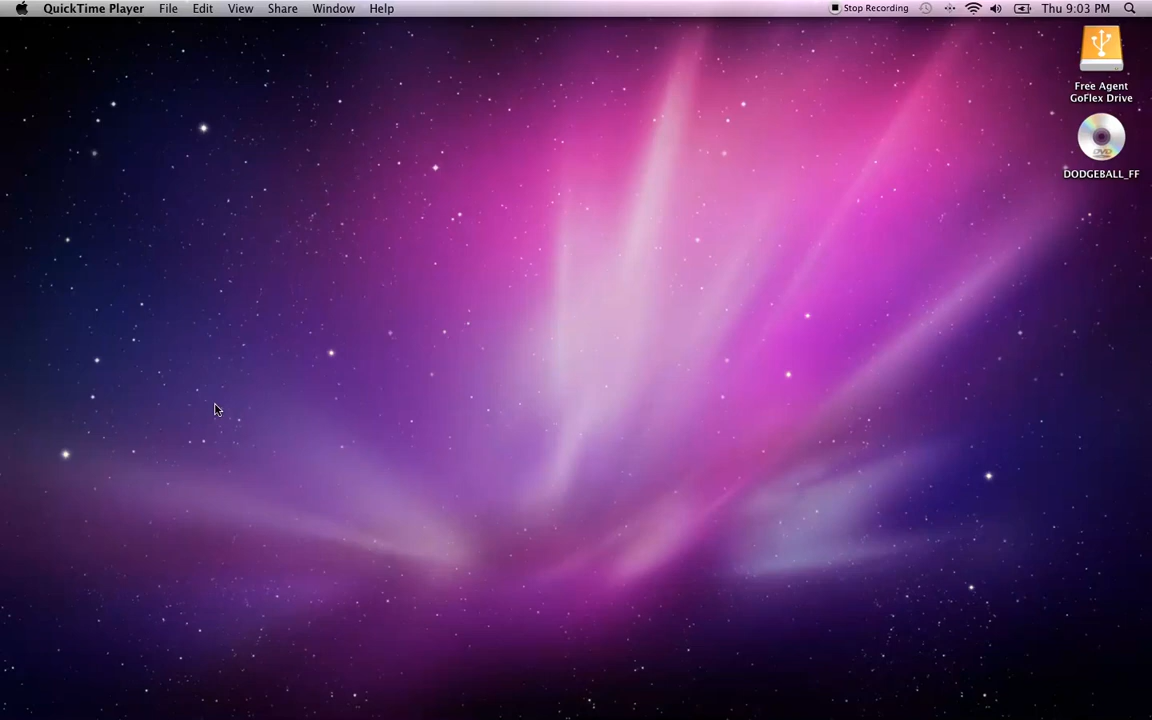 QuickTime Player File Edit View Share Window Help Stop Recording Thu 9:03 PM
Free Agent
GoFlex Drive
DVD
DODGEBALL_FF